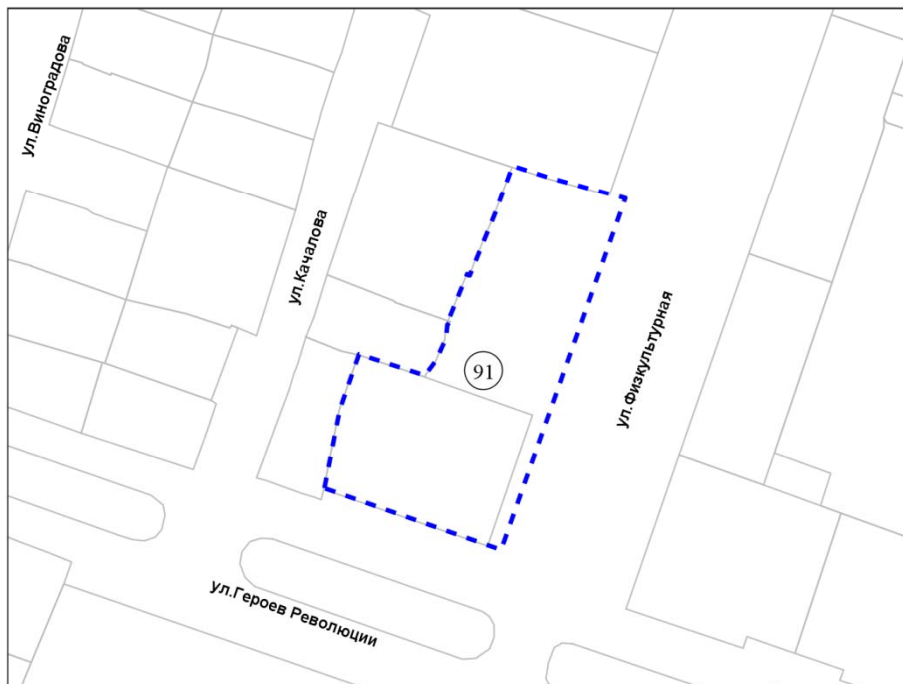 ул.Виноградова
ул.Качалова
ул.Физкультурная
91
ул.Героев Революции